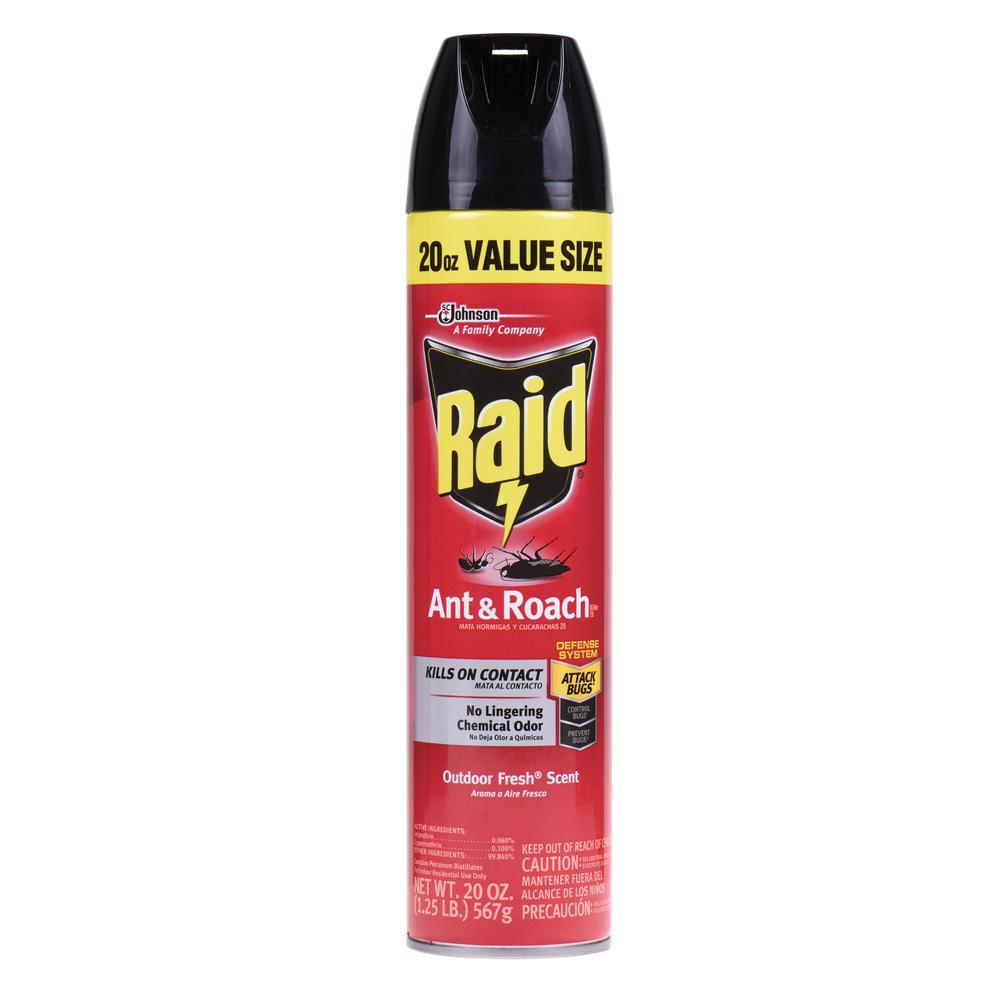 20oz VALUE SIZE
SC Johnson
A Family Company
Raid®
Ant & Roach Killer 26
MATA HORMIGAS Y CUCARACHAS 26
DEFENSE
SYSTEM
KILLS ON CONTACT
MATA AL CONTACTO
ATTACK
BUGS
CONTROL
BUGS
PREVENT
BUGS
No Lingering
Chemical Odor
No Deja Olor a Químicos
Outdoor Fresh® Scent
Aroma a Aire Fresco
ACTIVE INGREDIENTS:
Imiprothrin 0.060%
Cypermethrin 0.100%
OTHER INGREDIENTS: 99.840%
Contains Petroleum Distillates
For Indoor Residential Use Only
NET WT. 20 OZ.
(1.25 LB.) 567g
KEEP OUT OF REACH OF
CAUTION:
MANTENER FUERA DEL
ALCANCE DE LOS NIÑOS
PRECAUCIÓN: